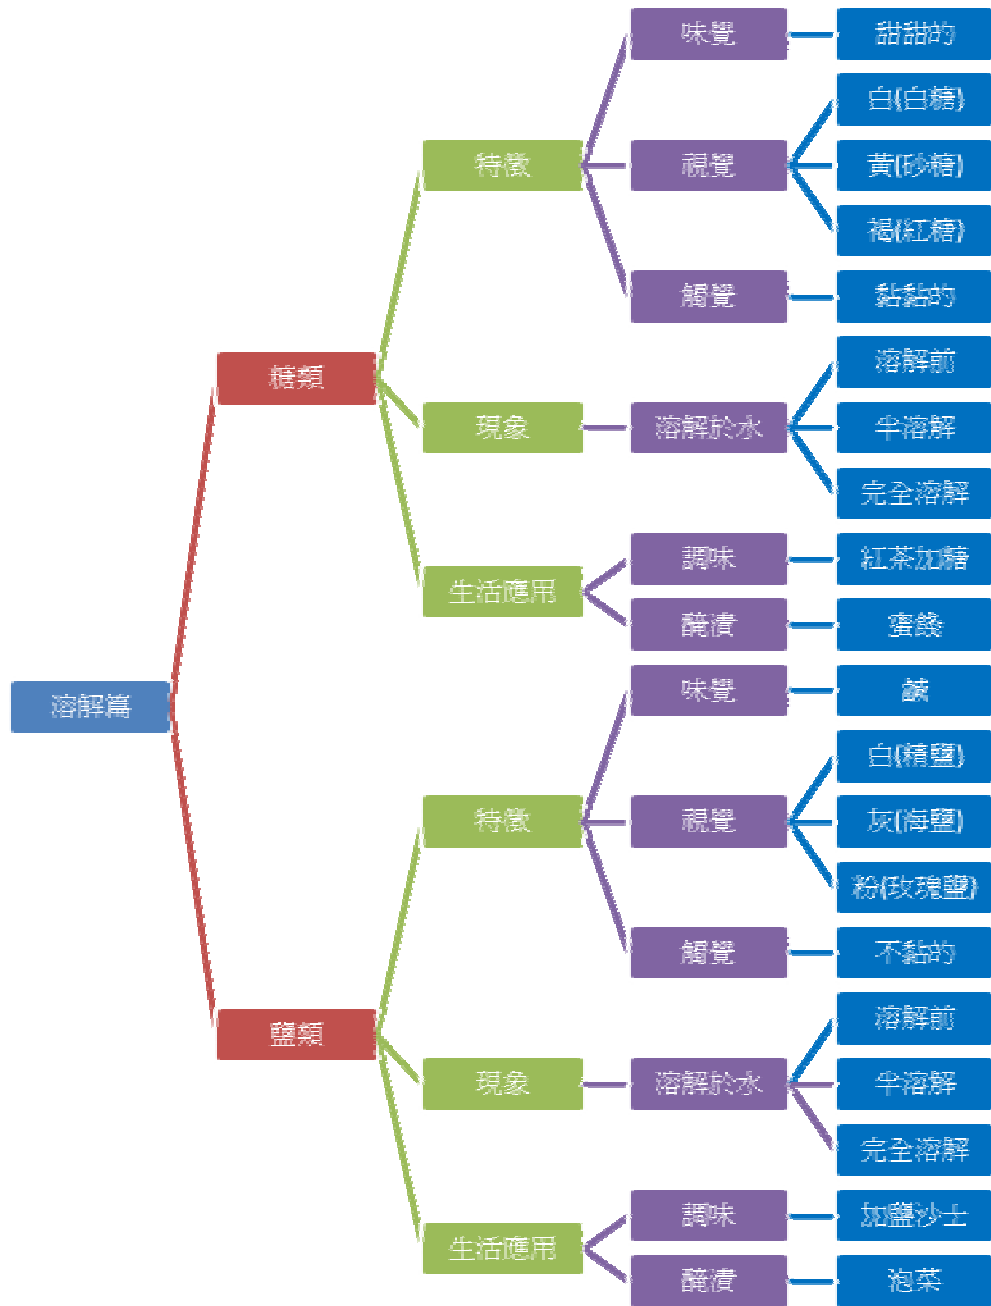 溶解篇
糖類
特徵
味覺
甜甜的
視覺
白(白糖)
黃(砂糖)
褐(紅糖)
觸覺
黏黏的
現象
溶解於水
溶解前
半溶解
完全溶解
生活應用
調味
紅茶加糖
醃漬
蜜餞
鹽類
特徵
味覺
鹹
視覺
白(精鹽)
灰(海鹽)
粉(玫瑰鹽)
觸覺
不黏的
現象
溶解於水
溶解前
半溶解
完全溶解
生活應用
調味
加鹽沙士
醃漬
泡菜